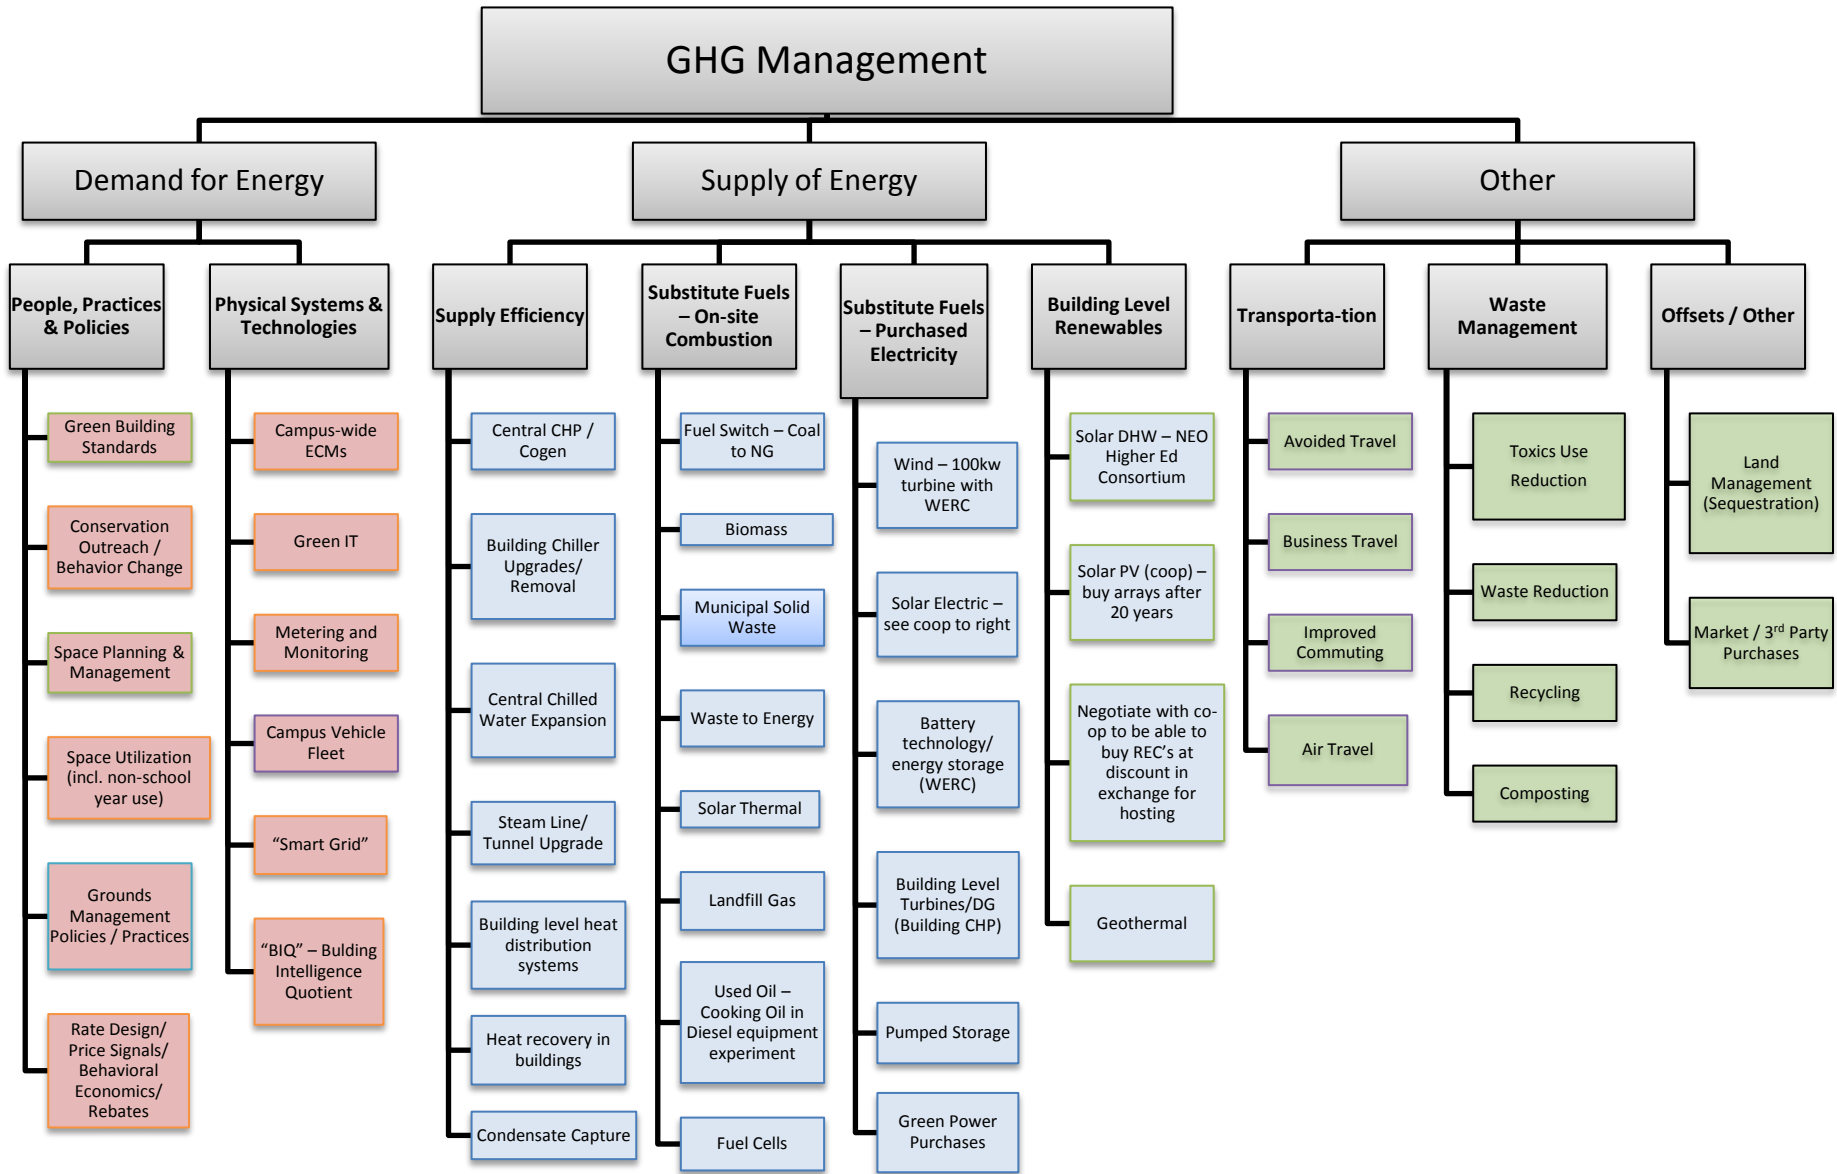 GHG Management
Demand for Energy
Supply of Energy
Other
People, Practices
& Policies
Physical Systems &
Technologies
Supply Efficiency
Substitute Fuels
– On-site
Combustion
Substitute Fuels
– Purchased
Electricity
Building Level
Renewables
Transporta-tion
Waste
Management
Offsets / Other
Green Building
Standards
Conservation
Outreach /
Behavior Change
Space Planning &
Management
Space Utilization
(incl. non-school
year use)
Grounds
Management
Policies / Practices
Rate Design/
Price Signals/
Behavioral
Economics/
Rebates
Campus-wide
ECMs
Green IT
Metering and
Monitoring
Campus Vehicle
Fleet
“Smart Grid”
“BIQ” – Bulding
Intelligence
Quotient
Central CHP /
Cogen
Building Chiller
Upgrades/
Removal
Central Chilled
Water Expansion
Steam Line/
Tunnel Upgrade
Building level heat
distribution
systems
Heat recovery in
buildings
Condensate Capture
Fuel Switch – Coal
to NG
Biomass
Municipal Solid
Waste
Waste to Energy
Solar Thermal
Landfill Gas
Used Oil –
Cooking Oil in
Diesel equipment
experiment
Fuel Cells
Wind – 100kw
turbine with
WERC
Solar Electric –
see coop to right
Battery
technology/
energy storage
(WERC)
Building Level
Turbines/DG
(Building CHP)
Pumped Storage
Green Power
Purchases
Solar DHW – NEO
Higher Ed
Consortium
Solar PV (coop) –
buy arrays after
20 years
Negotiate with co-
op to be able to
buy REC’s at
discount in
exchange for
hosting
Geothermal
Avoided Travel
Business Travel
Improved
Commuting
Air Travel
Toxics Use
Reduction
Waste Reduction
Recycling
Composting
Land
Management
(Sequestration)
Market / 3rd Party
Purchases